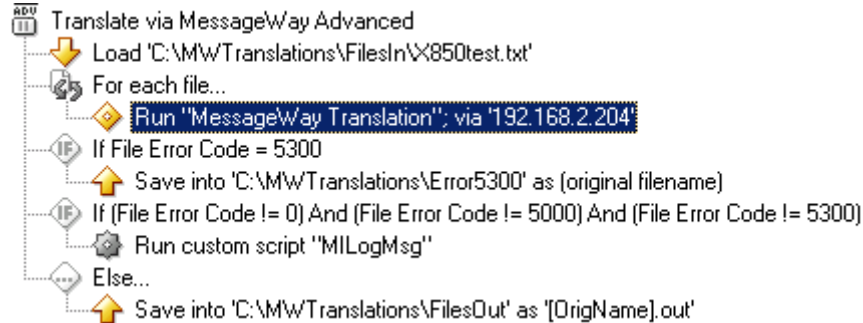 ADV
Translate via MessageWay Advanced
Load 'C:\MWTranslations\FilesIn\X850test.txt'
For each file...
Run "MessageWay Translation"; via '192.168.2.204'
IF If File Error Code = 5300
Save into 'C:\MWTranslations\Error5300' as (original filename)
IF If (File Error Code != 0) And (File Error Code != 5000) And (File Error Code != 5300)
Run custom script "MILogMsg"
Else...
Save into 'C:\MWTranslations\FilesOut' as '[OrigName].out'